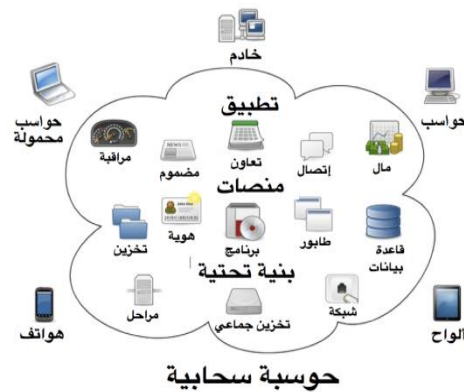 خادم
حواسب
حواسب
محمولة
تطبيق
مال
إتصال
تعاون
مضموم
مراقبة
منصات
قاعدة
بيانات
طابور
برنامج
هوية
تخزين
بنية تحتية
شبكة
تخزين جماعي
مراحل
الواح
هواتف
حوسبة سحابية